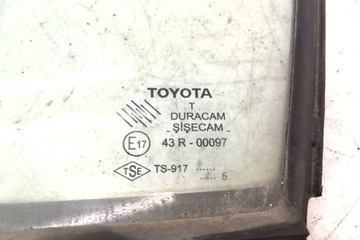 TOYOTA
T
DURACAM
-ŞİŞECAM-
E17 43 R - 00097
TSE TS-917 ......
..... 5